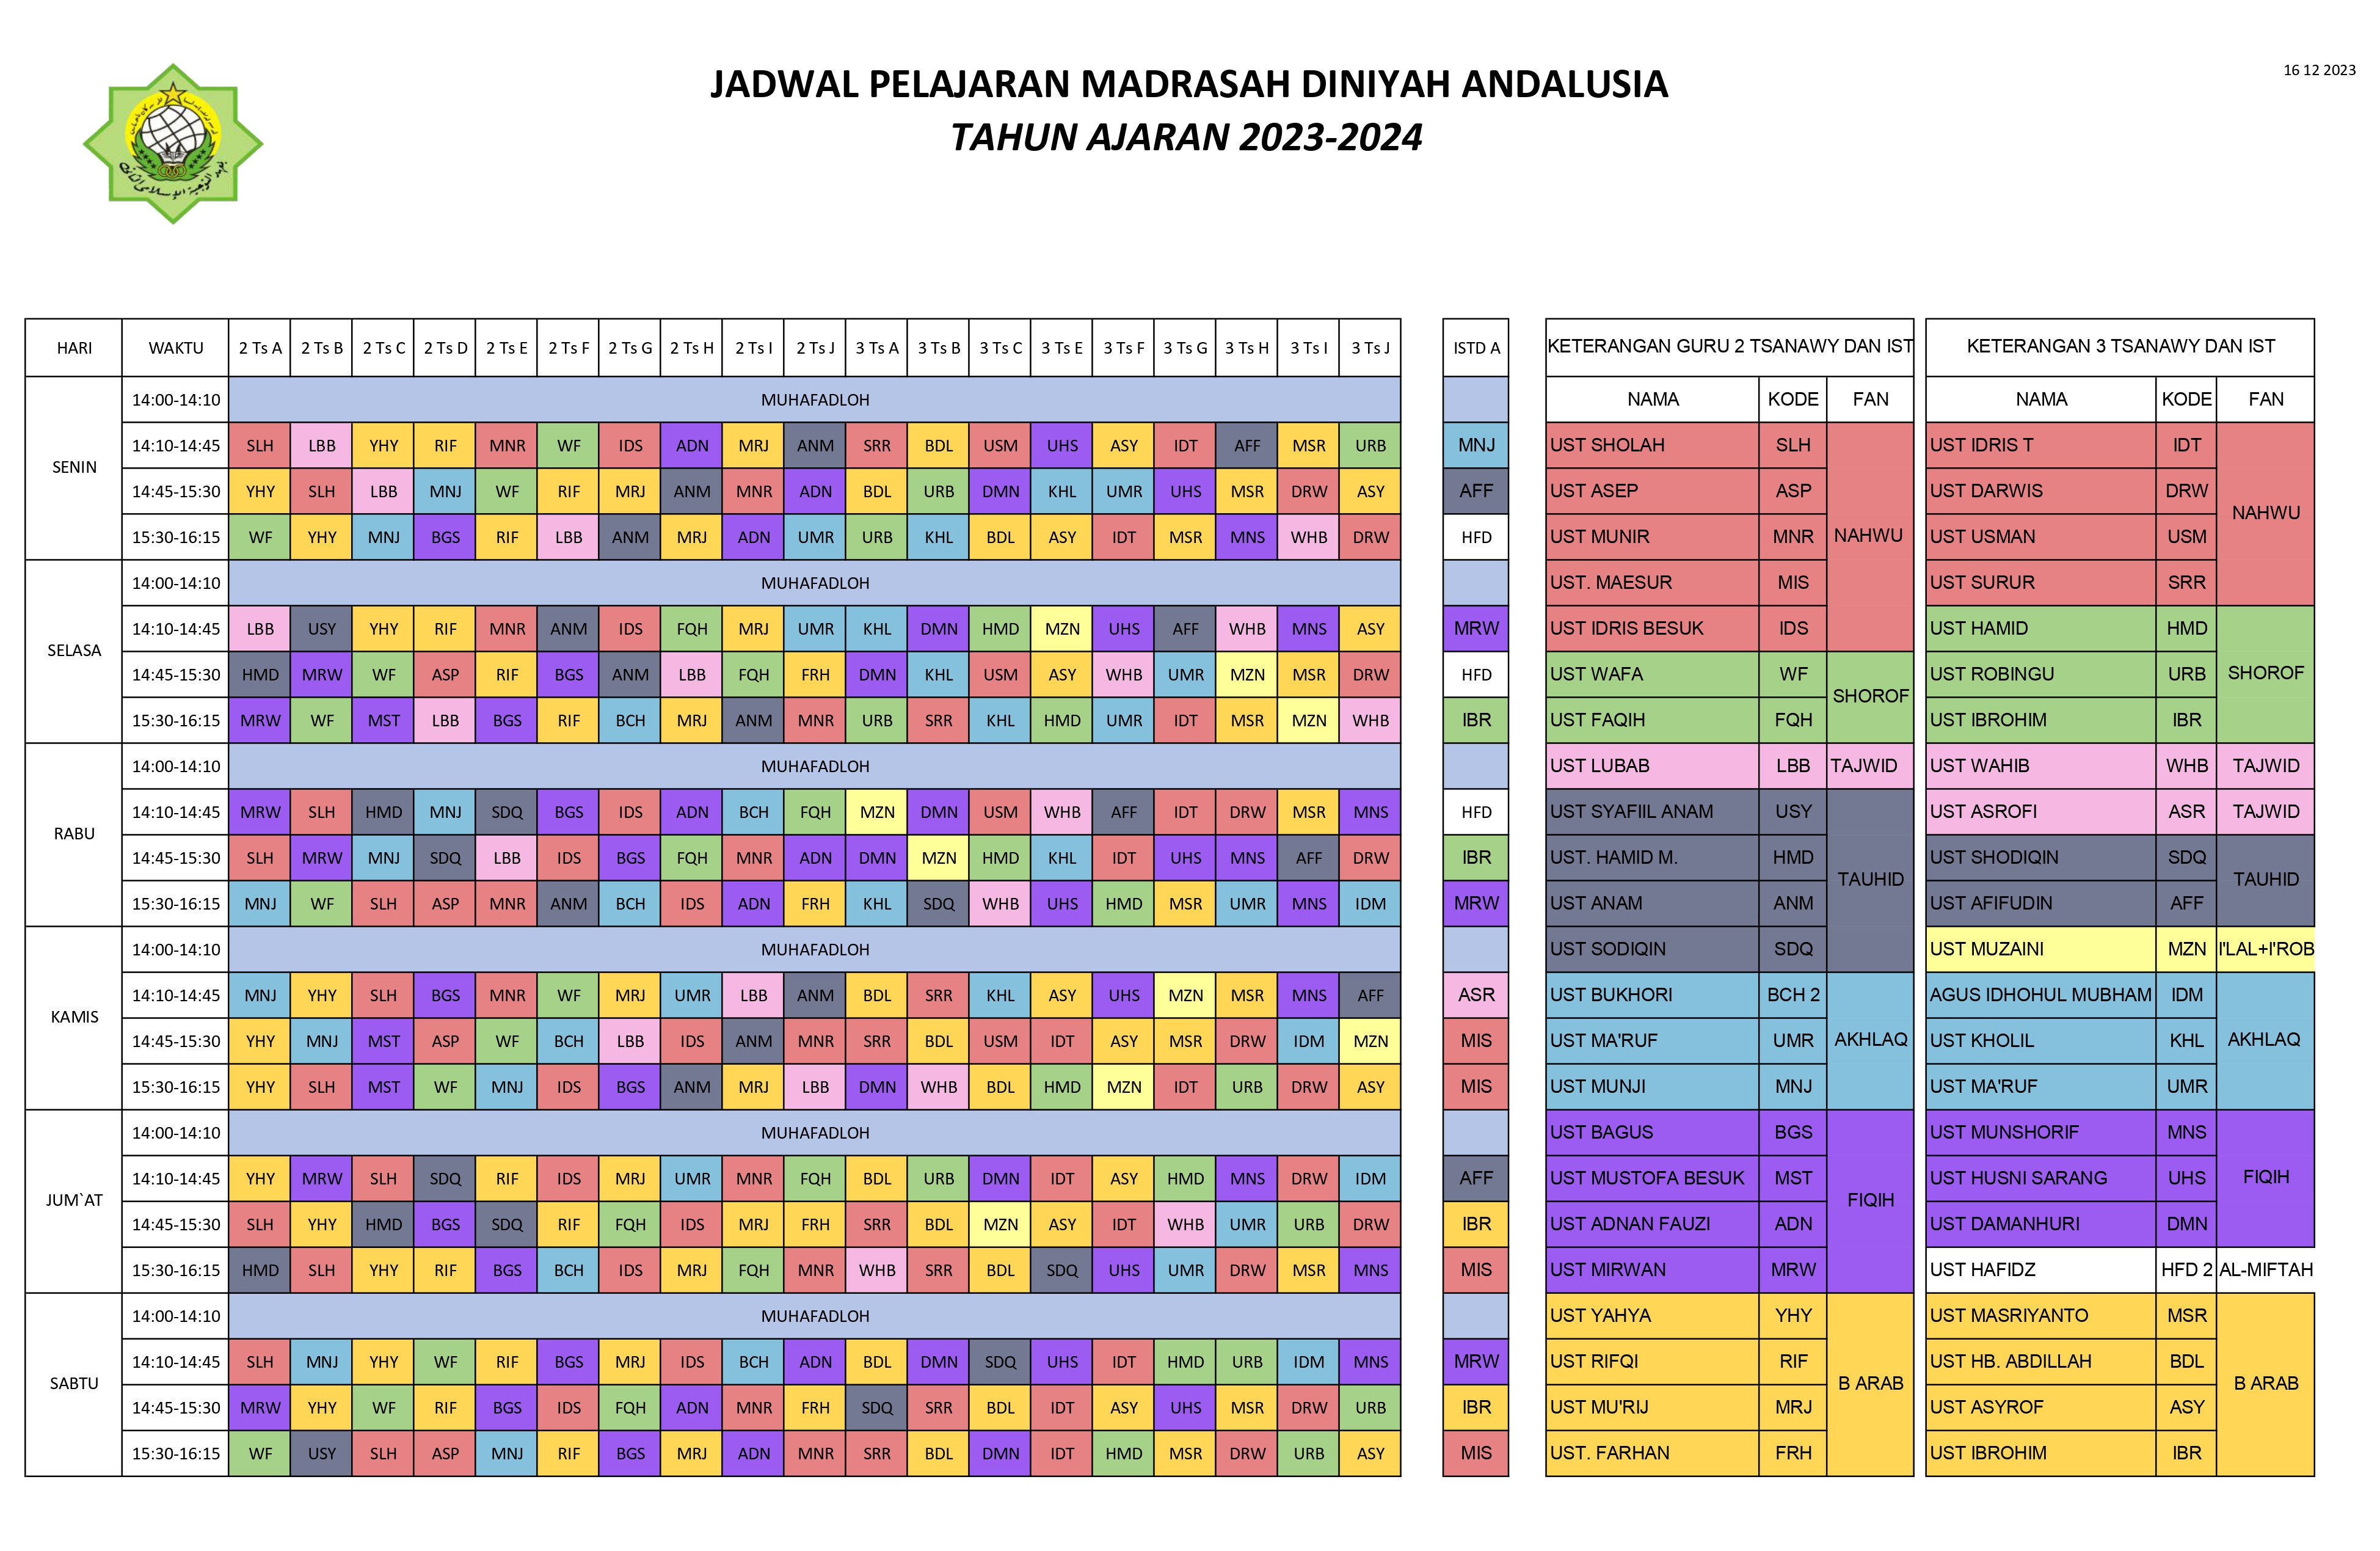 16 12 2023
JADWAL PELAJARAN MADRASAH DINIYAH ANDALUSIA
TAHUN AJARAN 2023-2024
HARI WAKTU 2 Ts A 2 Ts B 2 Ts C 2 Ts D 2 Ts E 2 Ts F 2 Ts G 2 Ts H 2 Ts I 2 Ts J 3 Ts A 3 Ts B 3 Ts C 3 Ts E 3 Ts F 3 Ts G 3 Ts H 3 Ts I 3 Ts J ISTD A KETERANGAN GURU 2 TSANAWY DAN IST KETERANGAN 3 TSANAWY DAN IST
14:00-14:10 MUHAFADLOH NAMA KODE FAN NAMA KODE FAN
14:10-14:45 SLH LBB YHY RIF MNR WF IDS ADN MRJ ANM SRR BDL USM UHS ASY IDT AFF MSR URB MNJ UST SHOLAH SLH UST IDRIS T IDT
SENIN
14:45-15:30 YHY SLH LBB MNJ WF RIF MRJ ANM MNR ADN BDL URB DMN KHL UMR UHS MSR DRW ASY AFF UST ASEP ASP UST DARWIS DRW
NAHWU
15:30-16:15 WF YHY MNJ BGS RIF LBB ANM MRJ ADN UMR URB KHL BDL ASY IDT MSR MNS WHB DRW HFD UST MUNIR MNR NAHWU UST USMAN USM
14:00-14:10 MUHAFADLOH UST. MAESUR MIS UST SURUR SRR
14:10-14:45 LBB USY YHY RIF MNR ANM IDS FQH MRJ UMR KHL DMN HMD MZN UHS AFF WHB MNS ASY MRW UST IDRIS BESUK IDS UST HAMID HMD
SELASA
14:45-15:30 HMD MRW WF ASP RIF BGS ANM LBB FQH FRH DMN KHL USM ASY WHB UMR MZN MSR DRW HFD UST WAFA WF UST ROBINGU URB SHOROF
SHOROF
15:30-16:15 MRW WF MST LBB BGS RIF BCH MRJ ANM MNR URB SRR KHL HMD UMR IDT MSR MZN WHB IBR UST FAQIH FQH UST IBROHIM IBR
14:00-14:10 MUHAFADLOH UST LUBAB LBB TAJWID UST WAHIB WHB TAJWID
14:10-14:45 MRW SLH HMD MNJ SDQ BGS IDS ADN BCH FQH MZN DMN USM WHB AFF IDT DRW MSR MNS HFD UST SYAFIIL ANAM USY UST ASROFI ASR TAJWID
RABU
14:45-15:30 SLH MRW MNJ SDQ LBB IDS BGS FQH MNR ADN DMN MZN HMD KHL IDT UHS MNS AFF DRW IBR UST. HAMID M. HMD UST SHODIQIN SDQ
TAUHID TAUHID
15:30-16:15 MNJ WF SLH ASP MNR ANM BCH IDS ADN FRH KHL SDQ WHB UHS HMD MSR UMR MNS IDM MRW UST ANAM ANM UST AFIFUDIN AFF
14:00-14:10 MUHAFADLOH UST SODIQIN SDQ UST MUZAINI MZN I'LAL+I'ROB
14:10-14:45 MNJ YHY SLH BGS MNR WF MRJ UMR LBB ANM BDL SRR KHL ASY UHS MZN MSR MNS AFF ASR UST BUKHORI BCH 2 AGUS IDHOHUL MUBHAM IDM
KAMIS
14:45-15:30 YHY MNJ MST ASP WF BCH LBB IDS ANM MNR SRR BDL USM IDT ASY MSR DRW IDM MZN MIS UST MA'RUF UMR AKHLAQ UST KHOLIL KHL AKHLAQ
15:30-16:15 YHY SLH MST WF MNJ IDS BGS ANM MRJ LBB DMN WHB BDL HMD MZN IDT URB DRW ASY MIS UST MUNJI MNJ UST MA'RUF UMR
14:00-14:10 MUHAFADLOH UST BAGUS BGS UST MUNSHORIF MNS
14:10-14:45 YHY MRW SLH SDQ RIF IDS MRJ UMR MNR FQH BDL URB DMN IDT ASY HMD MNS DRW IDM AFF UST MUSTOFA BESUK MST UST HUSNI SARANG UHS FIQIH
JUM`AT FIQIH
14:45-15:30 SLH YHY HMD BGS SDQ RIF FQH IDS MRJ FRH SRR BDL MZN ASY IDT WHB UMR URB DRW IBR UST ADNAN FAUZI ADN UST DAMANHURI DMN
15:30-16:15 HMD SLH YHY RIF BGS BCH IDS MRJ FQH MNR WHB SRR BDL SDQ UHS UMR DRW MSR MNS MIS UST MIRWAN MRW UST HAFIDZ HFD 2 AL-MIFTAH
14:00-14:10 MUHAFADLOH UST YAHYA YHY UST MASRIYANTO MSR
14:10-14:45 SLH MNJ YHY WF RIF BGS MRJ IDS BCH ADN BDL DMN SDQ UHS IDT HMD URB IDM MNS MRW UST RIFQI RIF UST HB. ABDILLAH BDL
SABTU B ARAB B ARAB
14:45-15:30 MRW YHY WF RIF BGS IDS FQH ADN MNR FRH SDQ SRR BDL IDT ASY UHS MSR DRW URB IBR UST MU'RIJ MRJ UST ASYROF ASY
15:30-16:15 WF USY SLH ASP MNJ RIF BGS MRJ ADN MNR SRR BDL DMN IDT HMD MSR DRW URB ASY MIS UST. FARHAN FRH UST IBROHIM IBR